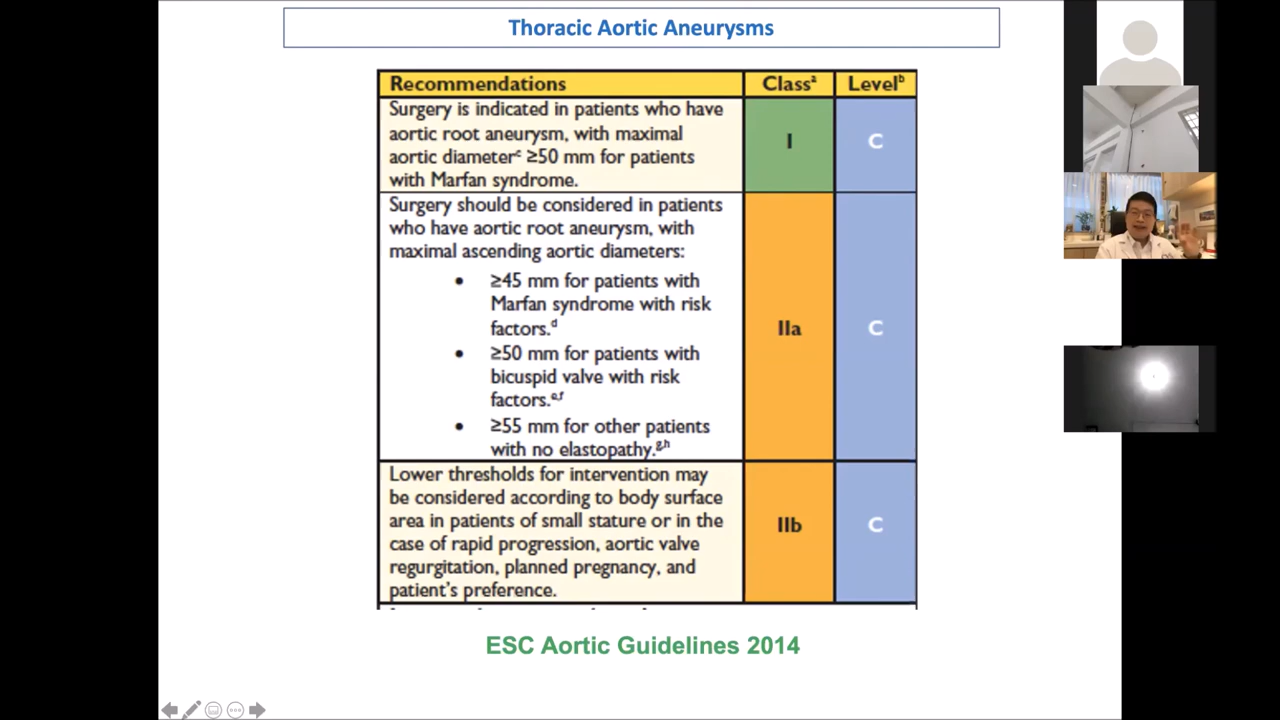 Thoracic Aortic Aneurysms
Recommendations Classᵃ Levelᵇ
Surgery is indicated in patients who have
aortic root aneurysm, with maximal
aortic diameterᶜ ≥50 mm for patients
with Marfan syndrome.
I C
Surgery should be considered in patients
who have aortic root aneurysm, with
maximal ascending aortic diameters:
• ≥45 mm for patients with
Marfan syndrome with risk
factors.ᵈ
• ≥50 mm for patients with
bicuspid valve with risk
factors.ᵉ,ᶠ
• ≥55 mm for other patients
with no elastopathy.ᵍ,ʰ
IIa C
Lower thresholds for intervention may
be considered according to body surface
area in patients of small stature or in the
case of rapid progression, aortic valve
regurgitation, planned pregnancy, and
patient's preference.
IIb C
ESC Aortic Guidelines 2014